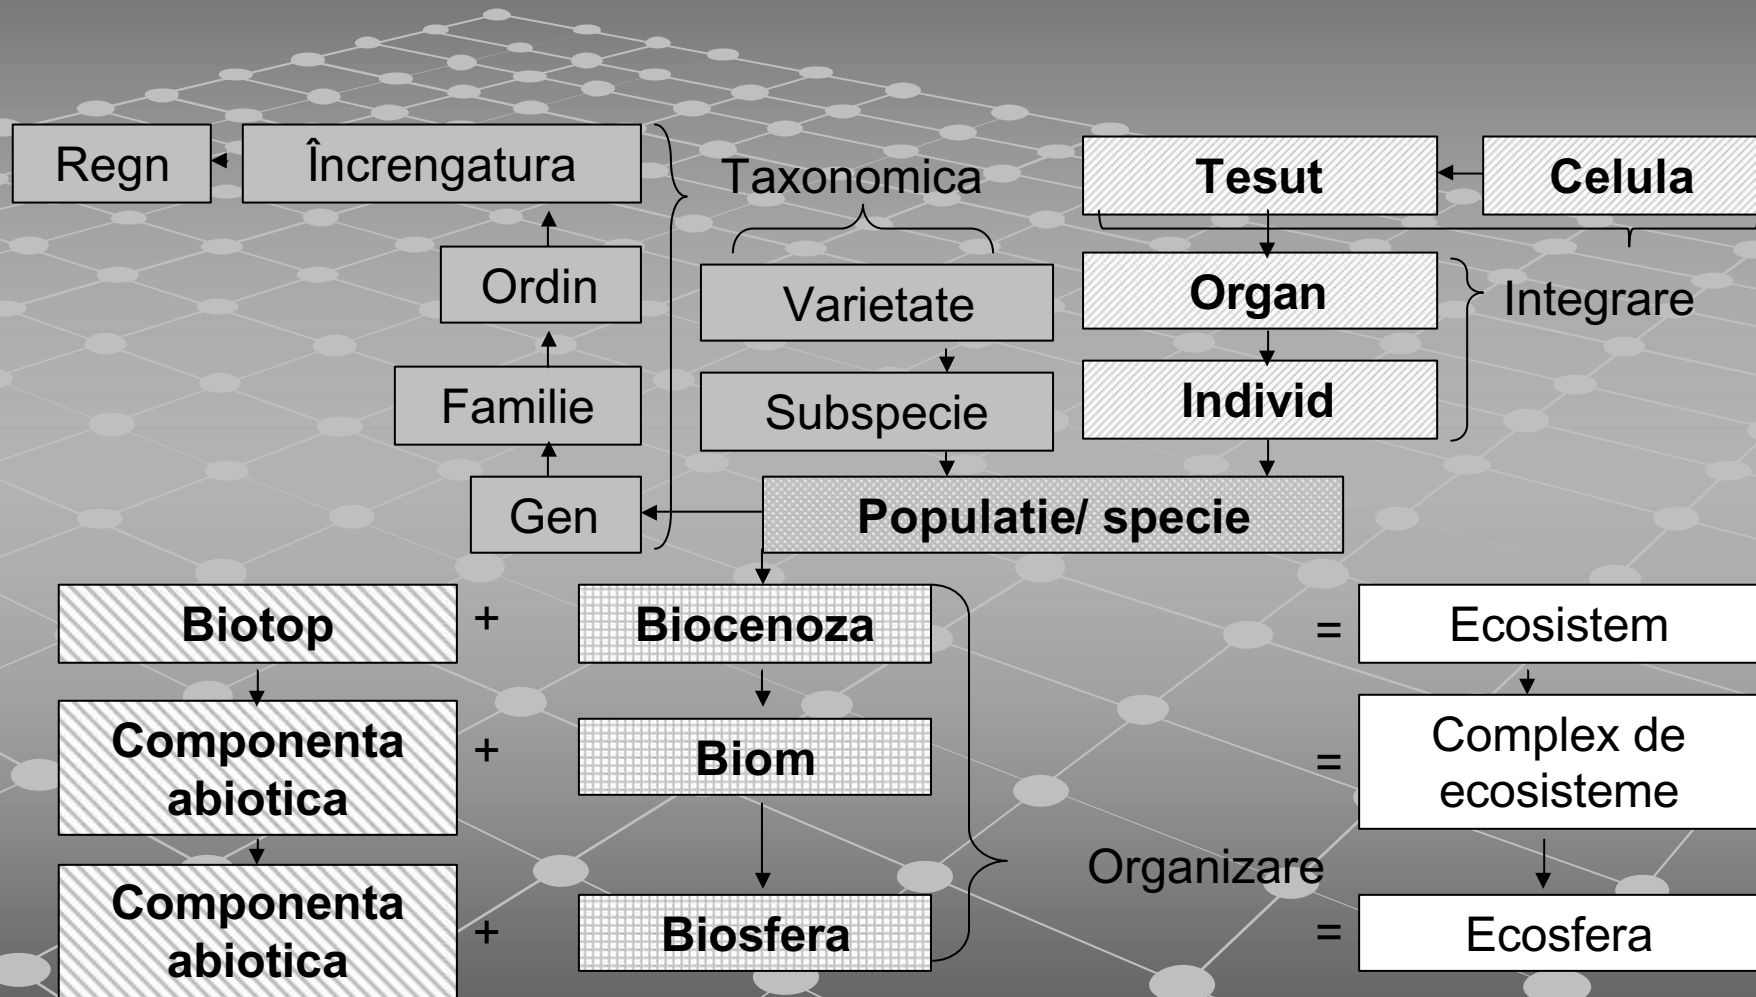 Regn
Încrengatura
Taxonomica
Tesut
Celula
Ordin
Varietate
Organ
Integrare
Familie
Subspecie
Individ
Gen
Populatie/ specie
Biotop
+
Biocenoza
=
Ecosistem
Componenta
abiotica
+
Biom
=
Complex de
ecosisteme
Organizare
Componenta
abiotica
+
Biosfera
=
Ecosfera